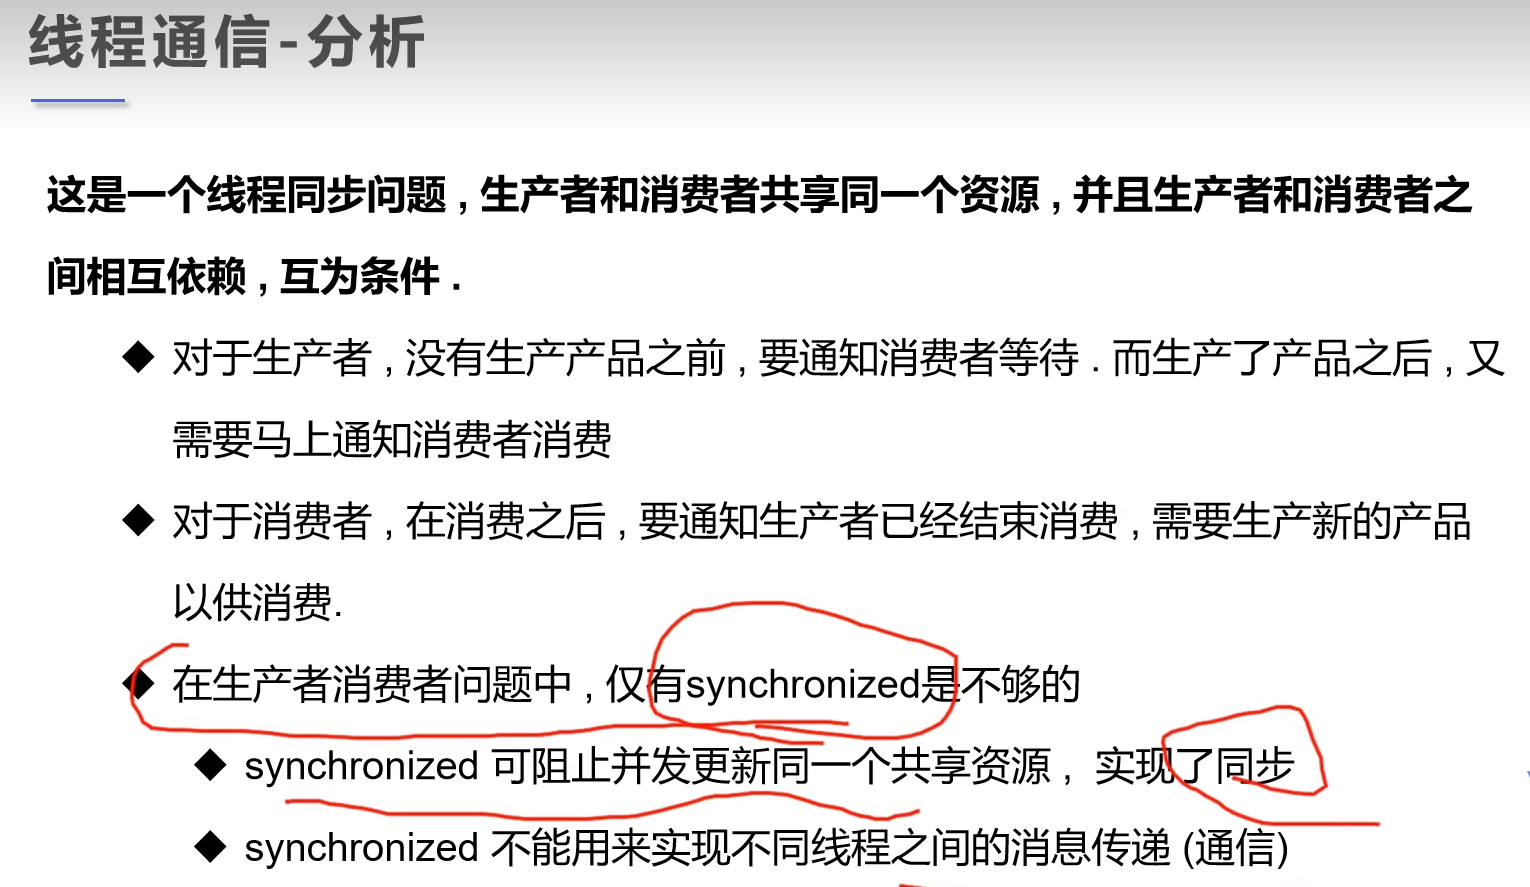 线程通信-分析
这是一个线程同步问题，生产者和消费者共享同一个资源，并且生产者和消费者之
间相互依赖，互为条件．
◆ 对于生产者，没有生产产品之前，要通知消费者等待．而生产了产品之后，又
需要马上通知消费者消费
◆ 对于消费者，在消费之后，要通知生产者已经结束消费，需要生产新的产品
以供消费.
◆ 在生产者消费者问题中，仅有synchronized是不够的
◆ synchronized 可阻止并发更新同一个共享资源，实现了同步
◆ synchronized 不能用来实现不同线程之间的消息传递 (通信)